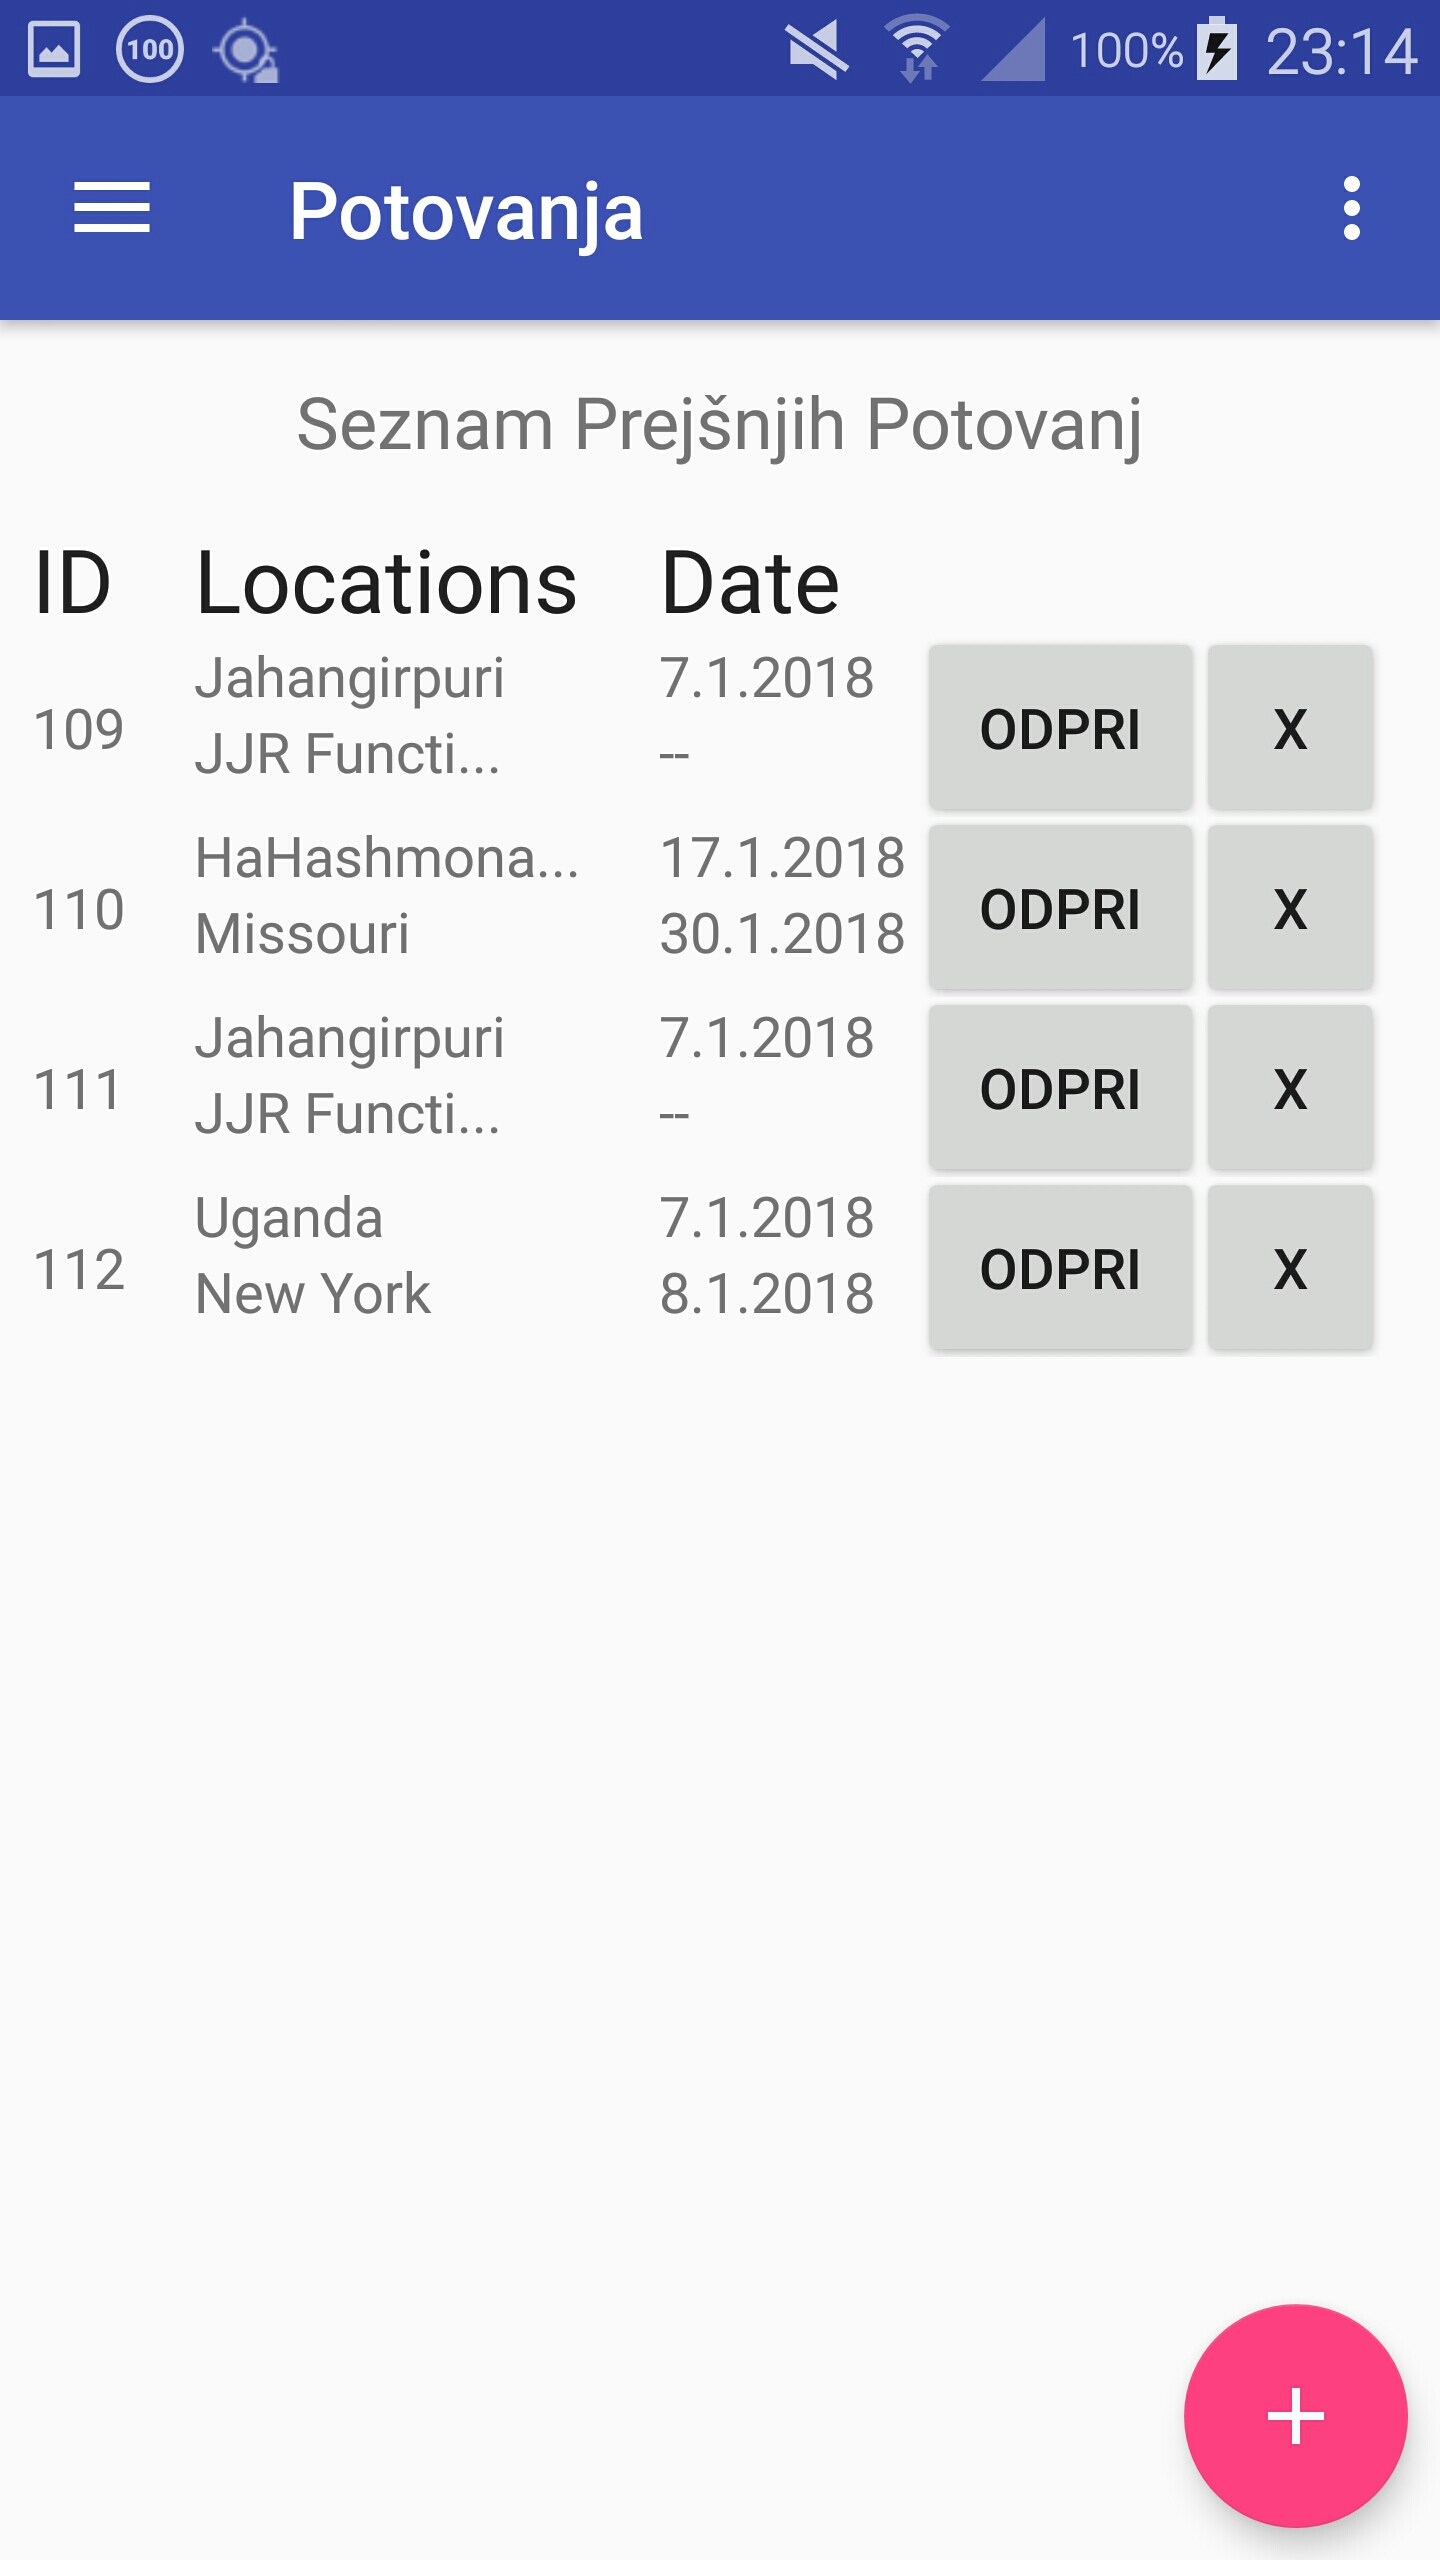 100 100% 23:14
Potovanja
Seznam Prejšnjih Potovanj
ID Locations Date
109 Jahangirpuri 7.1.2018 ODPRI X
JJR Functi... --
110 HaHashmona... 17.1.2018 ODPRI X
Missouri 30.1.2018
111 Jahangirpuri 7.1.2018 ODPRI X
JJR Functi... --
112 Uganda 7.1.2018 ODPRI X
New York 8.1.2018
+